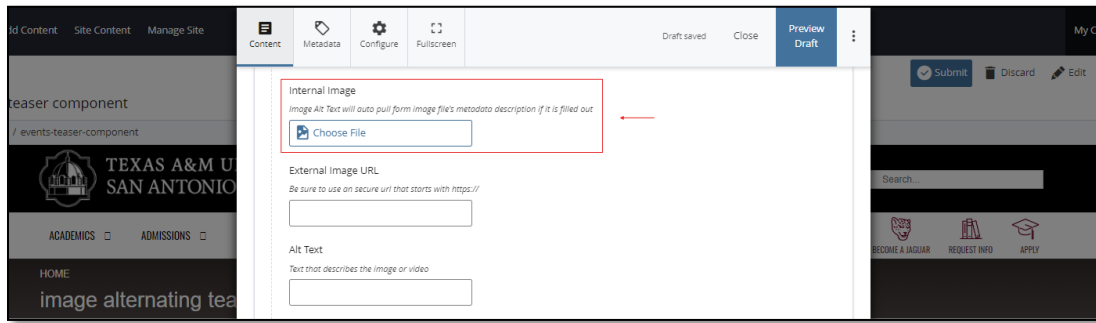 dd Content Site Content Manage Site
Content Metadata Configure Fullscreen
Draft saved Close Preview Draft
My C
Submit Discard Edit
teaser component
/ events-teaser-component
Internal Image
Image Alt Text will auto pull form image file's metadata description if it is filled out
Choose File
External Image URL
Be sure to use an secure url that starts with https://
Alt Text
Text that describes the image or video
TEXAS A&M U
SAN ANTONIO
Search...
ACADEMICS ADMISSIONS
BECOME A JAGUAR REQUEST INFO APPLY
HOME
image alternating tea